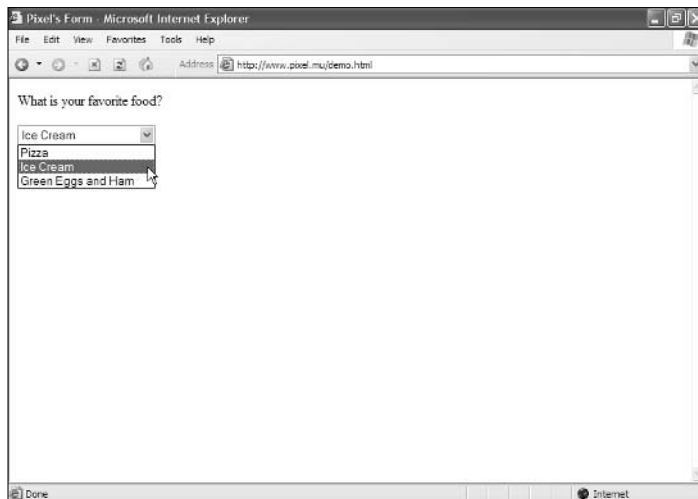 Pixel's Form - Microsoft Internet Explorer
File Edit View Favorites Tools Help
Address http://www.pixel.mu/demo.html
What is your favorite food?
Ice Cream
Pizza
Ice Cream
Green Eggs and Ham
Done Internet